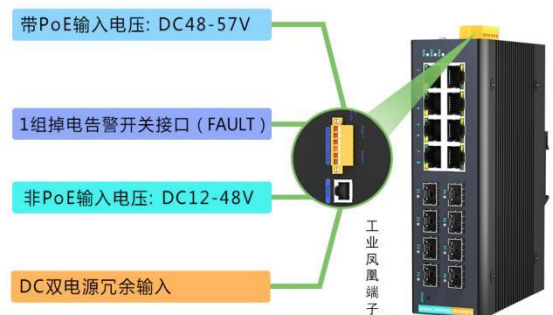 带PoE输入电压: DC48-57V
1组掉电告警开关接口（FAULT）
非PoE输入电压: DC12-48V
DC双电源冗余输入
工业凤凰端子